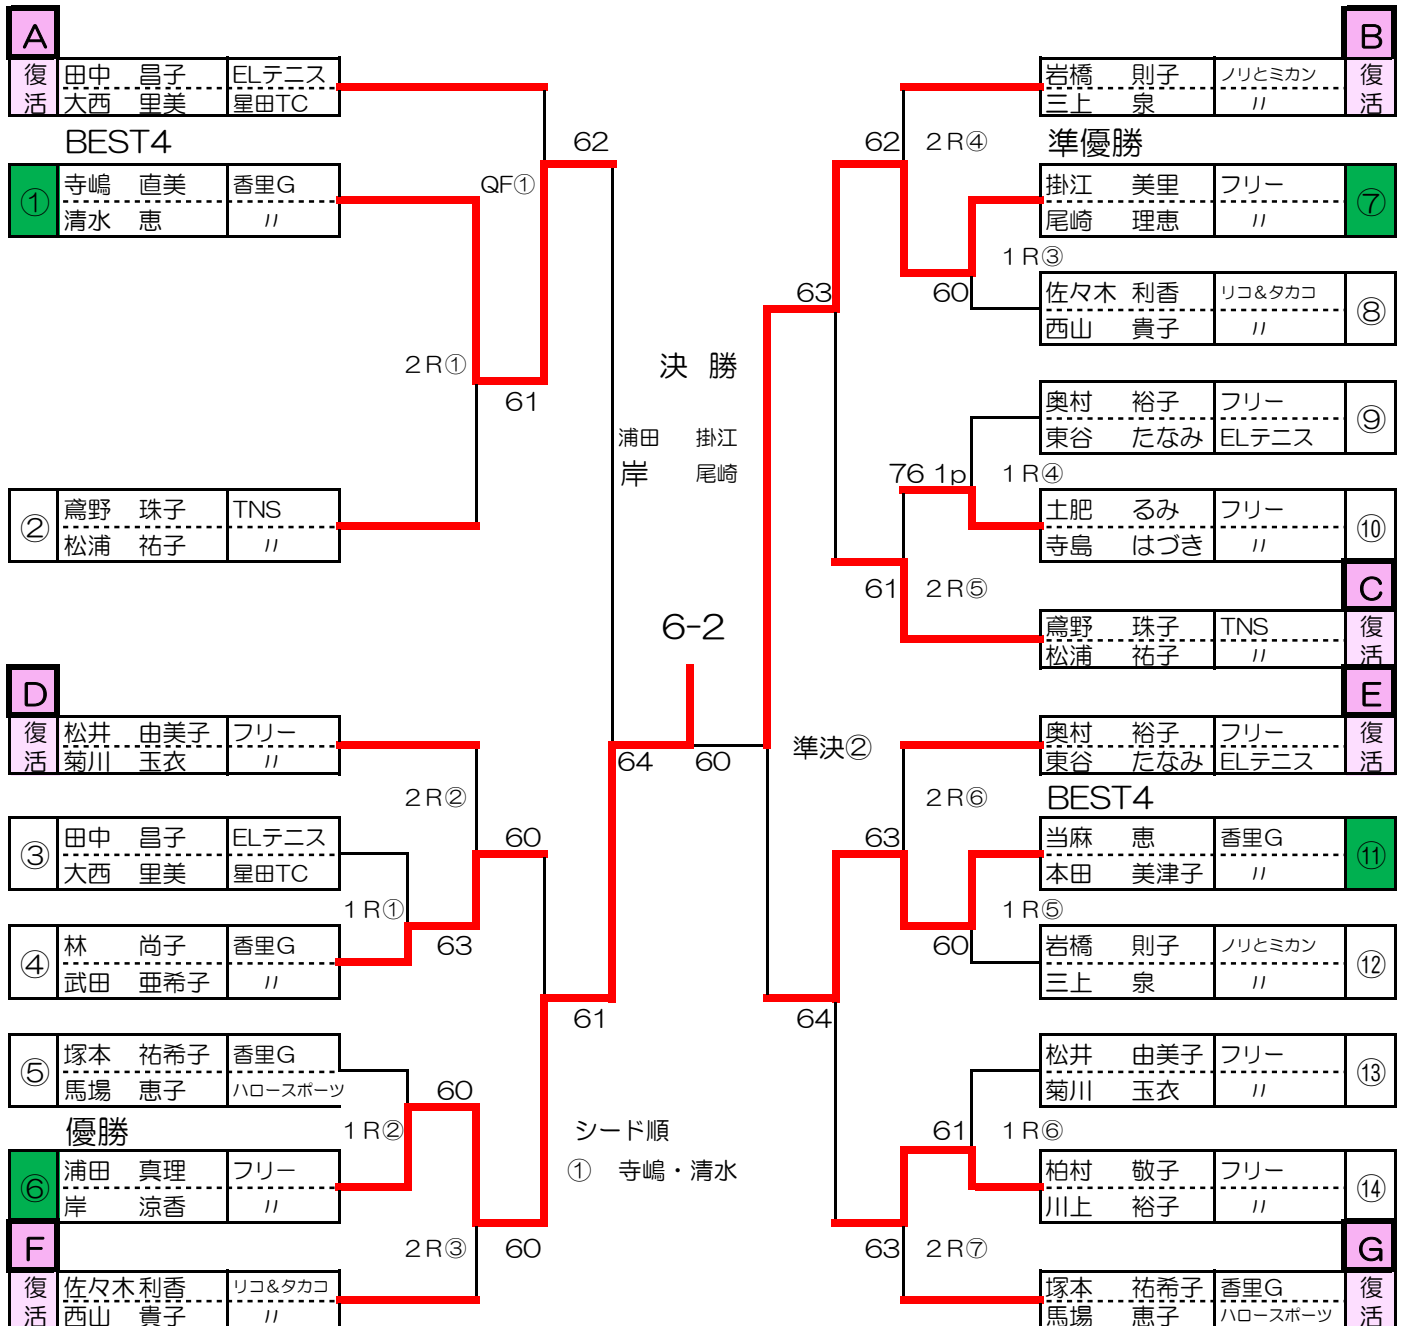 A
復 田中 昌子 ELテニス
活 大西 里美 星田TC
BEST4
① 寺嶋 直美 香里G
清水 恵 〃
QF①
62
2R①
61
② 鳶野 珠子 TNS
松浦 祐子 〃
D
復 松井 由美子 フリー
活 菊川 玉衣 〃
2R②
60
③ 田中 昌子 ELテニス
大西 里美 星田TC
1R①
63
④ 林 尚子 香里G
武田 亜希子 〃
61
⑤ 塚本 祐希子 香里G
馬場 恵子 ハロースポーツ
60
優勝
1R②
⑥ 浦田 真理 フリー
岸 涼香 〃
F
2R③
60
復 佐々木 利香 リコ&タカコ
活 西山 貴子 〃
決 勝
浦田 掛江
岸 尾崎
6-2
64 60
準決②
シード順
① 寺嶋・清水
B
岩橋 則子 ノリとミカン 復
三上 泉 〃 活
62 2R④
準優勝
掛江 美里 フリー ⑦
尾崎 理恵 〃
1R③
63
60
佐々木 利香 リコ&タカコ ⑧
西山 貴子 〃
奥村 裕子 フリー ⑨
東谷 たなみ ELテニス
76 1p 1R④
土肥 るみ フリー ⑩
寺島 はづき 〃
C
61 2R⑤
鳶野 珠子 TNS 復
松浦 祐子 〃 活
E
奥村 裕子 フリー 復
東谷 たなみ ELテニス 活
2R⑥
BEST4
63
当麻 恵 香里G ⑪
本田 美津子 〃
1R⑤
60
岩橋 則子 ノリとミカン ⑫
三上 泉 〃
64
松井 由美子 フリー ⑬
菊川 玉衣 〃
61 1R⑥
柏村 敬子 フリー ⑭
川上 裕子 〃
G
63 2R⑦
塚本 祐希子 香里G 復
馬場 恵子 ハロースポーツ 活